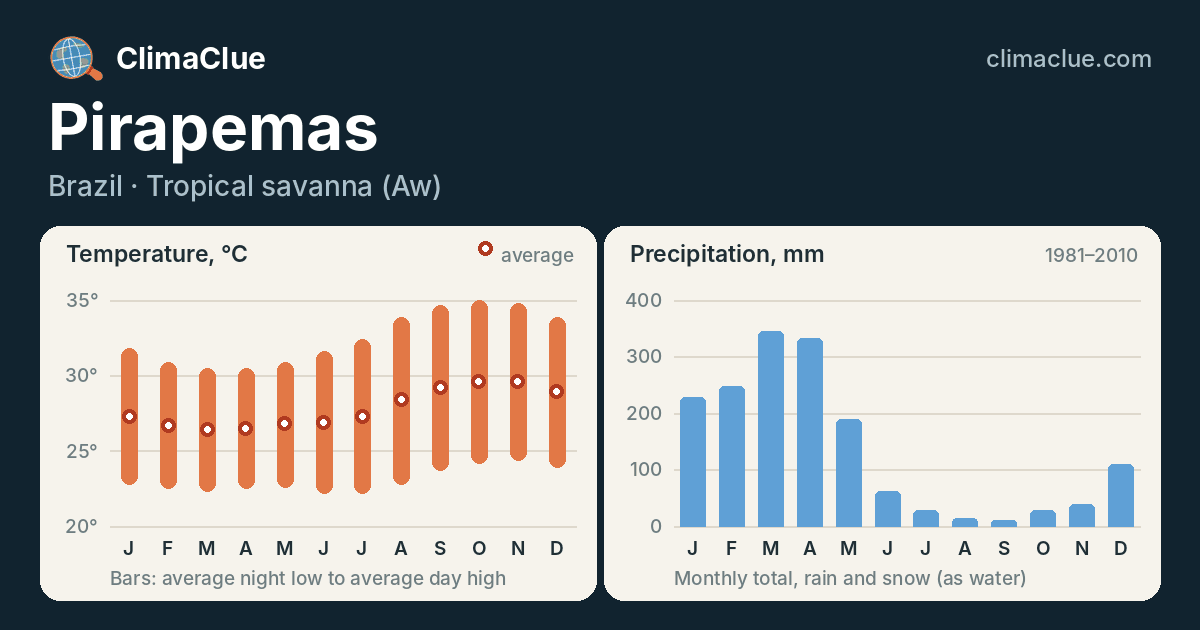 ClimaClue
climaclue.com
Pirapemas
Brazil · Tropical savanna (Aw)
Temperature, °C
average
35°
30°
25°
20°
J F M A M J J A S O N D
Bars: average night low to average day high
Precipitation, mm
1981–2010
400
300
200
100
0
J F M A M J J A S O N D
Monthly total, rain and snow (as water)